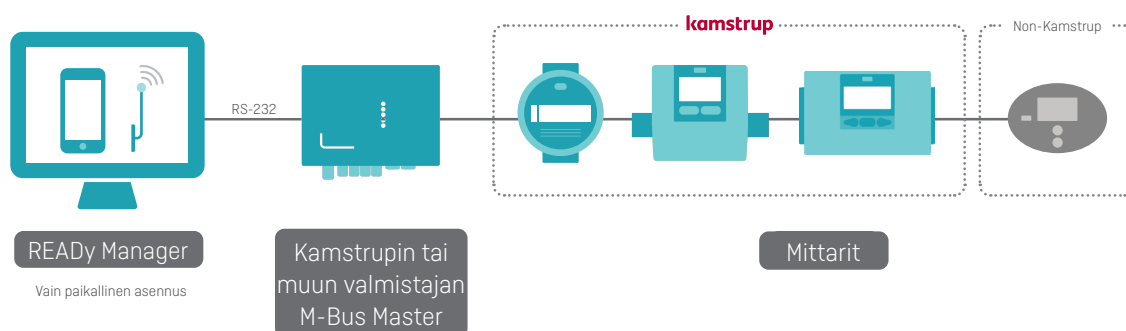 kamstrup
Non-Kamstrup
RS-232
READy Manager
Vain paikallinen asennus
Kamstrupin tai
muun valmistajan
M-Bus Master
Mittarit